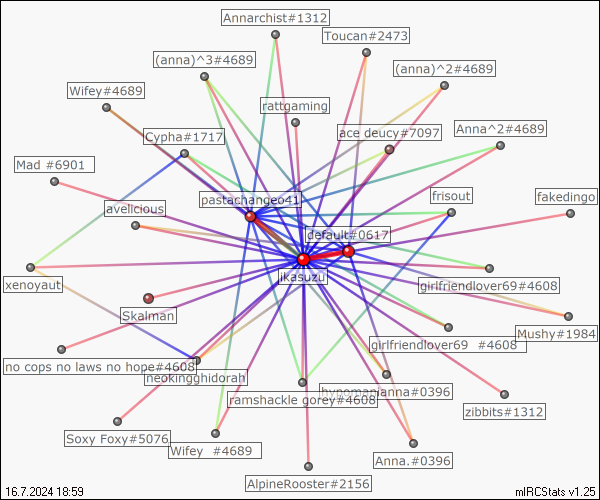 Annarchist#1312
Toucan#2473
(anna)^3#4689
(anna)^2#4689
Wifey#4689
rattgaming
Cypha#1717
ace deucy#7097
Anna^2#4689
Mad #6901
pastachangeo41
frisout
fakedingo
avelicious
default#0617
xenoyaut
jikasuzu
girlfriendlover69#4608
Skalman
Mushy#1984
girlfriendlover69 #4608
no cops no laws no hope#4608
neokingghidorah
hypnomanianna#0396
ramshackle gorey#4608
zibbits#1312
Soxy Foxy#5076
Wifey #4689
Anna.#0396
AlpineRooster#2156
16.7.2024 18:59
mIRCStats v1.25